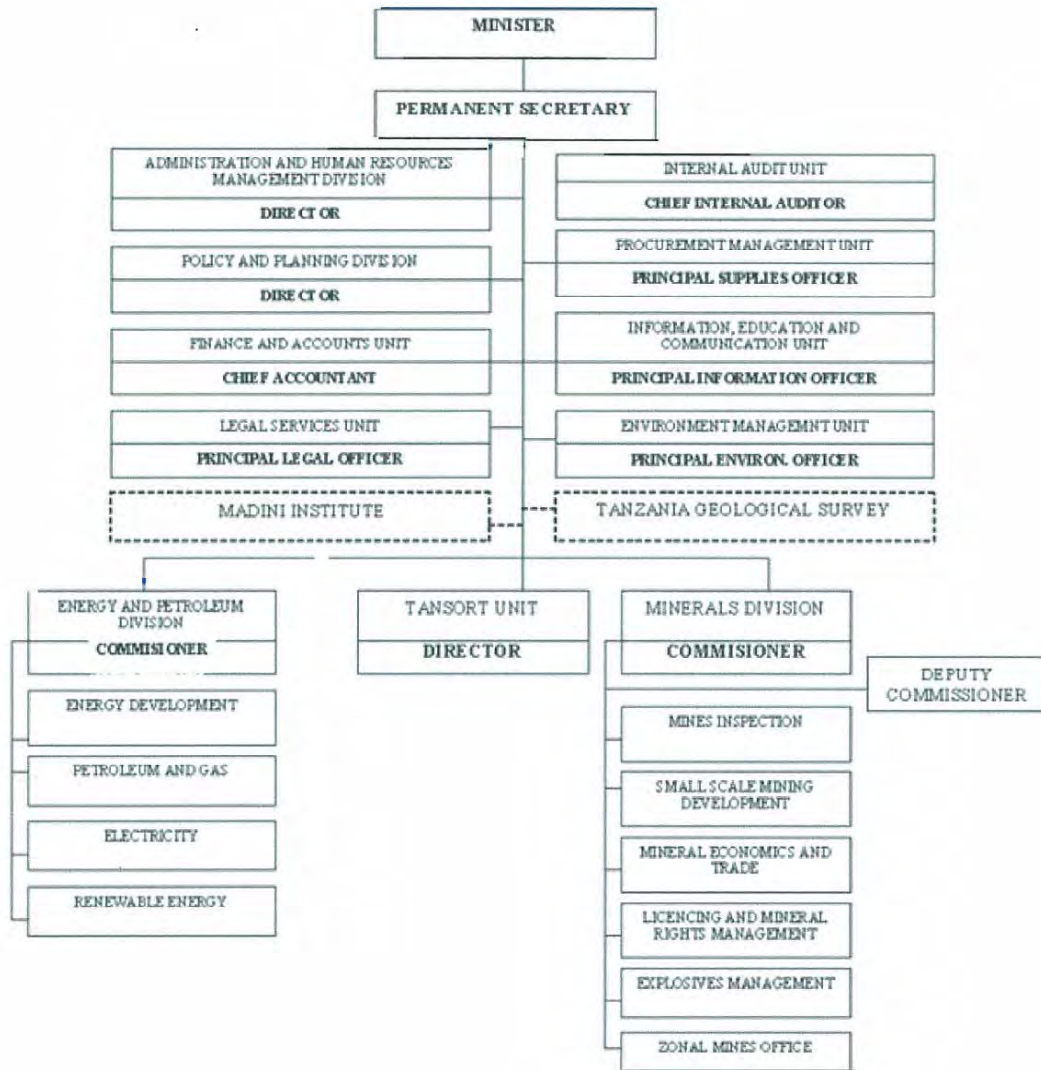 MINISTER
PERMANENT SECRETARY
ADMINISTRATION AND HUMAN RESOURCES
MANAGEMENT DIVISION
DIRECTOR
INTERNAL AUDIT UNIT
CHIEF INTERNAL AUDITOR
POLICY AND PLANNING DIVISION
DIRECTOR
PROCUREMENT MANAGEMENT UNIT
PRINCIPAL SUPPLIES OFFICER
FINANCE AND ACCOUNTS UNIT
CHIEF ACCOUNTANT
INFORMATION, EDUCATION AND
COMMUNICATION UNIT
PRINCIPAL INFORMATION OFFICER
LEGAL SERVICES UNIT
PRINCIPAL LEGAL OFFICER
ENVIRONMENT MANAGEMNT UNIT
PRINCIPAL ENVIRON. OFFICER
MADINI INSTITUTE
TANZANIA GEOLOGICAL SURVEY
ENERGY AND PETROLEUM
DIVISION
COMMISIONER
ENERGY DEVELOPMENT
PETROLEUM AND GAS
ELECTRICITY
RENEWABLE ENERGY
TANSORT UNIT
DIRECTOR
MINERALS DIVISION
COMMISIONER
DEPUTY
COMMISSIONER
MINES INSPECTION
SMALL SCALE MINING
DEVELOPMENT
MINERAL ECONOMICS AND
TRADE
LICENCING AND MINERAL
RIGHTS MANAGEMENT
EXPLOSIVES MANAGEMENT
ZONAL MINES OFFICE